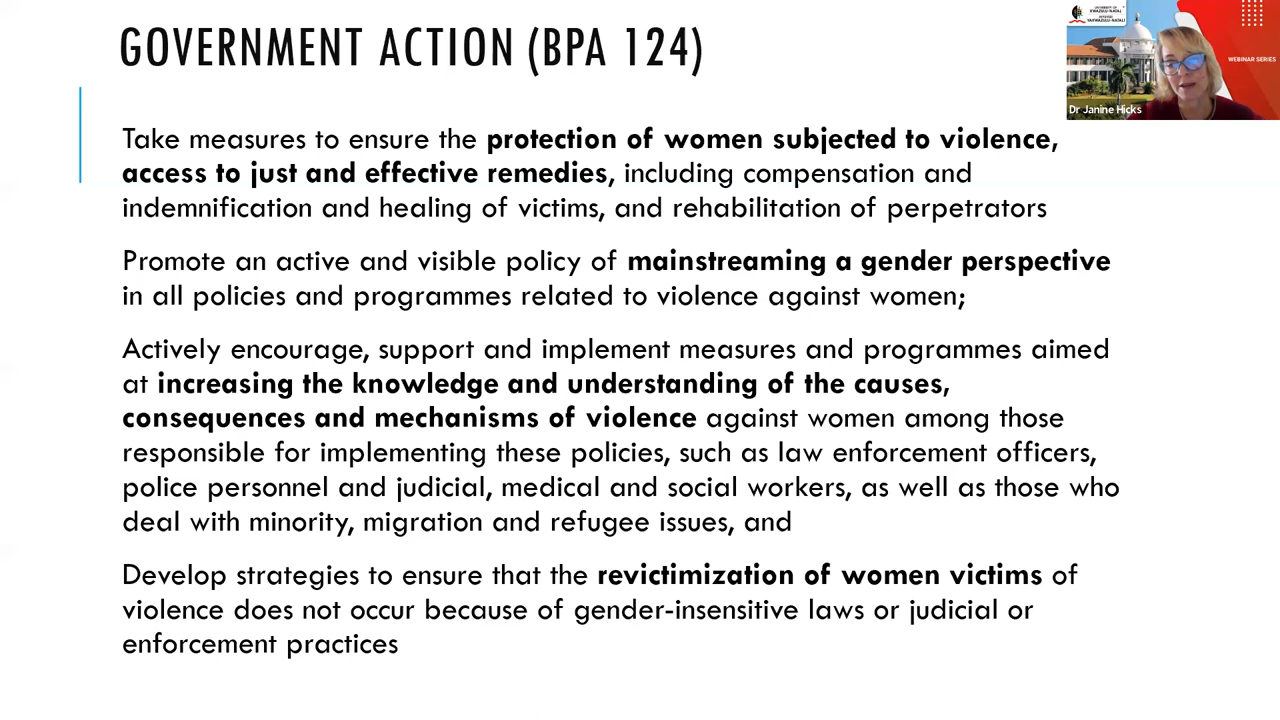 GOVERNMENT ACTION (BPA 124)
UNIVERSITY OF
KWAZULU-NATAL
INYUVESI
YAKWAZULU-NATALI
WEBINAR SERIES
Dr Janine Hicks
Take measures to ensure the protection of women subjected to violence,
access to just and effective remedies, including compensation and
indemnification and healing of victims, and rehabilitation of perpetrators
Promote an active and visible policy of mainstreaming a gender perspective
in all policies and programmes related to violence against women;
Actively encourage, support and implement measures and programmes aimed
at increasing the knowledge and understanding of the causes,
consequences and mechanisms of violence against women among those
responsible for implementing these policies, such as law enforcement officers,
police personnel and judicial, medical and social workers, as well as those who
deal with minority, migration and refugee issues, and
Develop strategies to ensure that the revictimization of women victims of
violence does not occur because of gender-insensitive laws or judicial or
enforcement practices